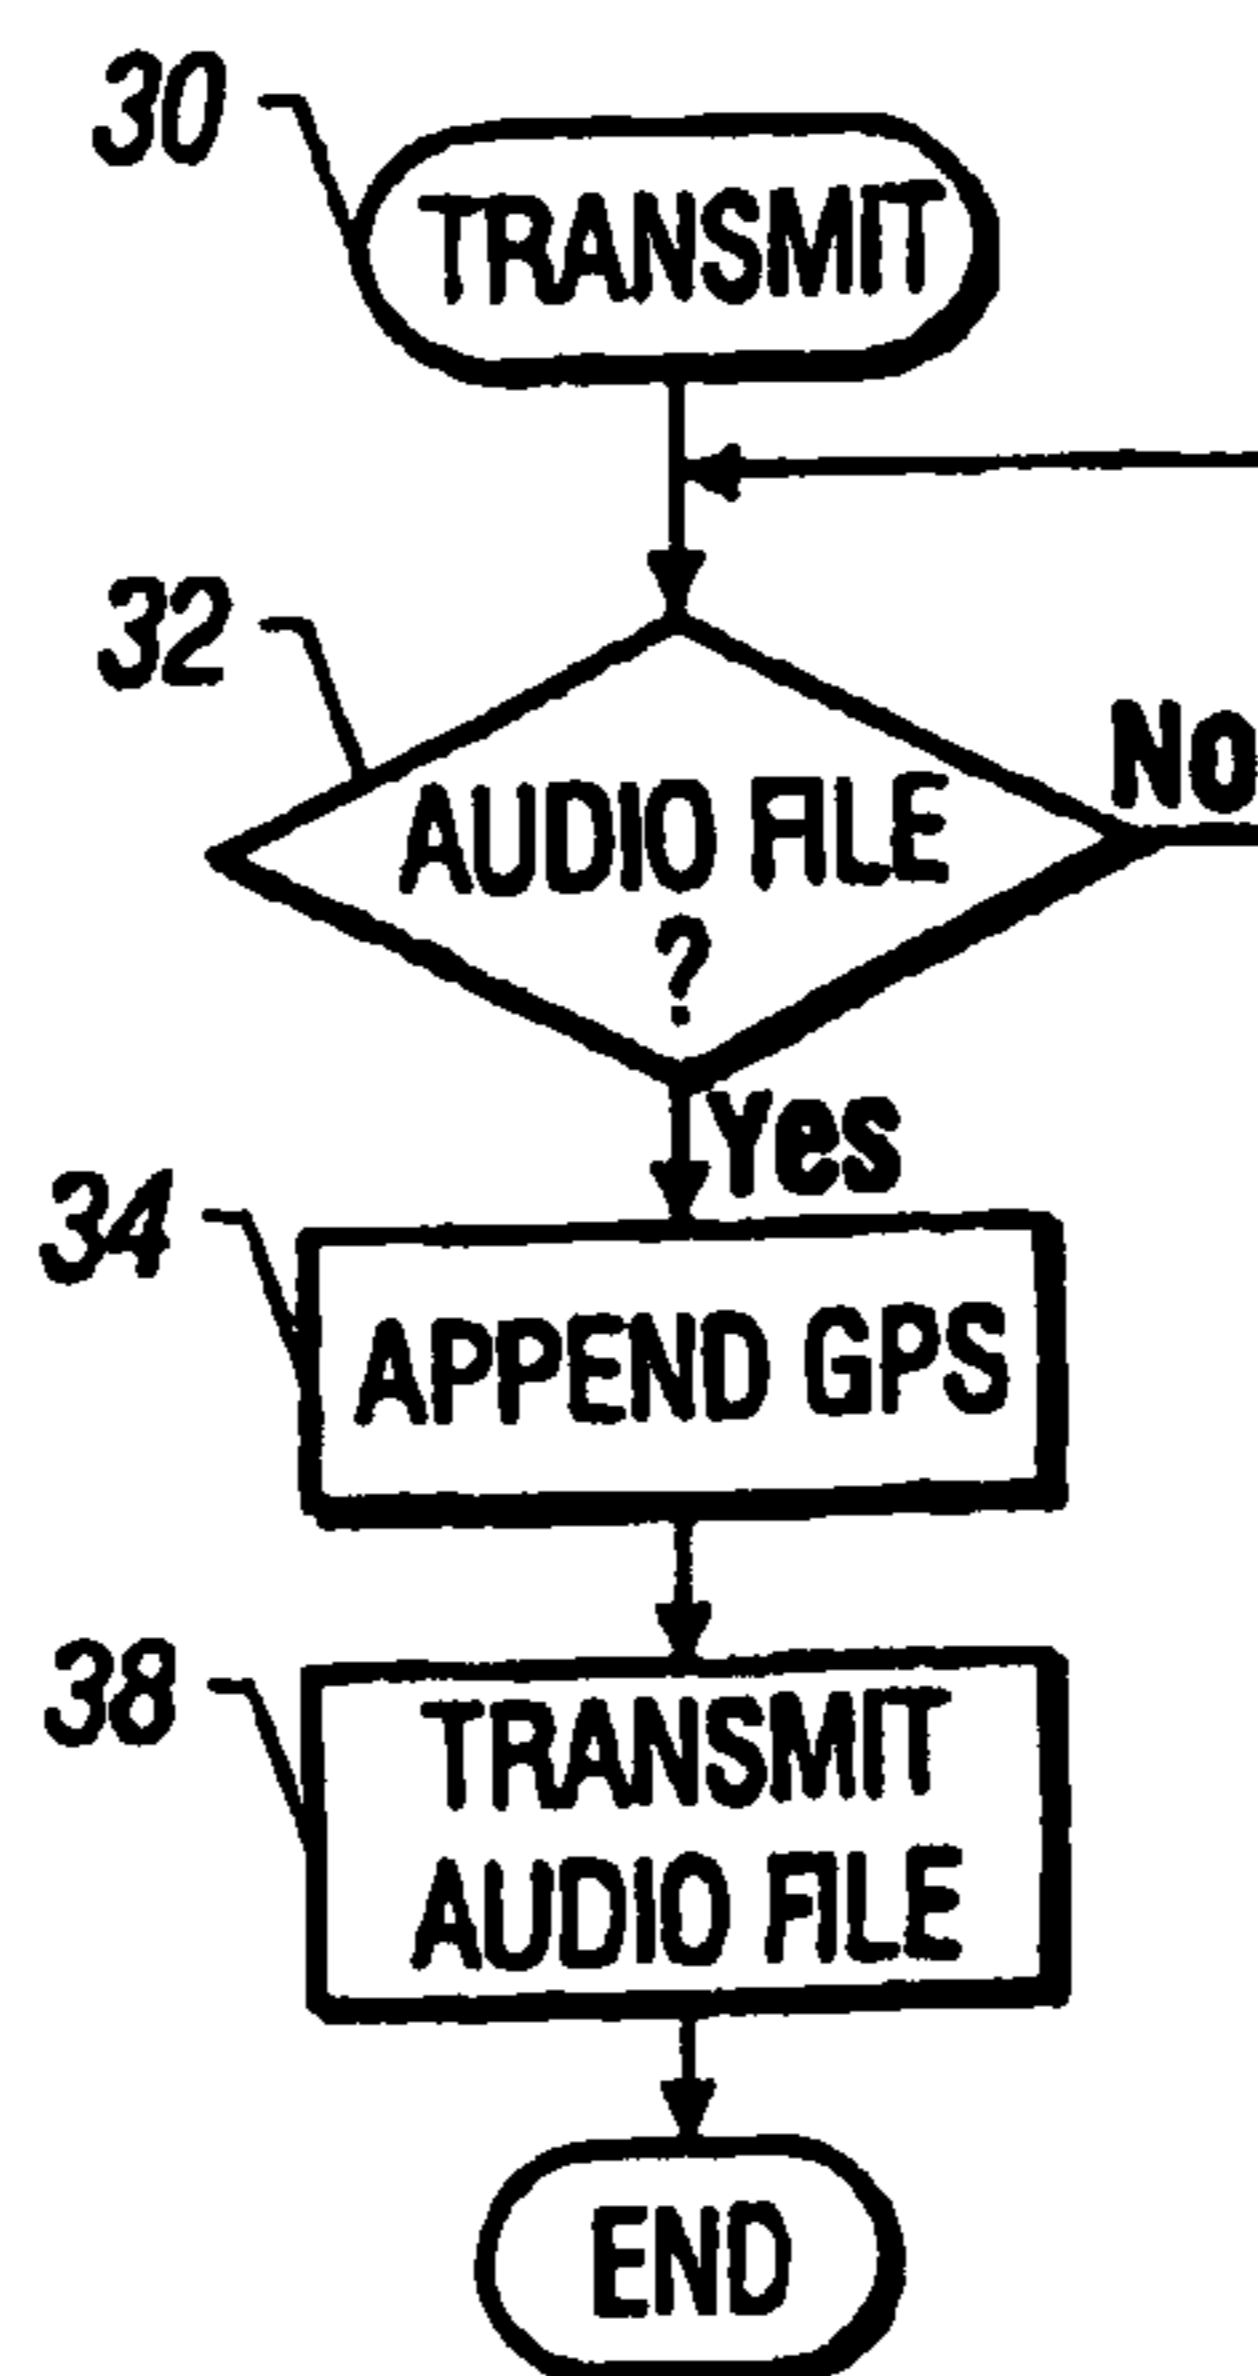 30
TRANSMIT
32
AUDIO FILE
?
No
Yes
34
APPEND GPS
38
TRANSMIT
AUDIO FILE
END